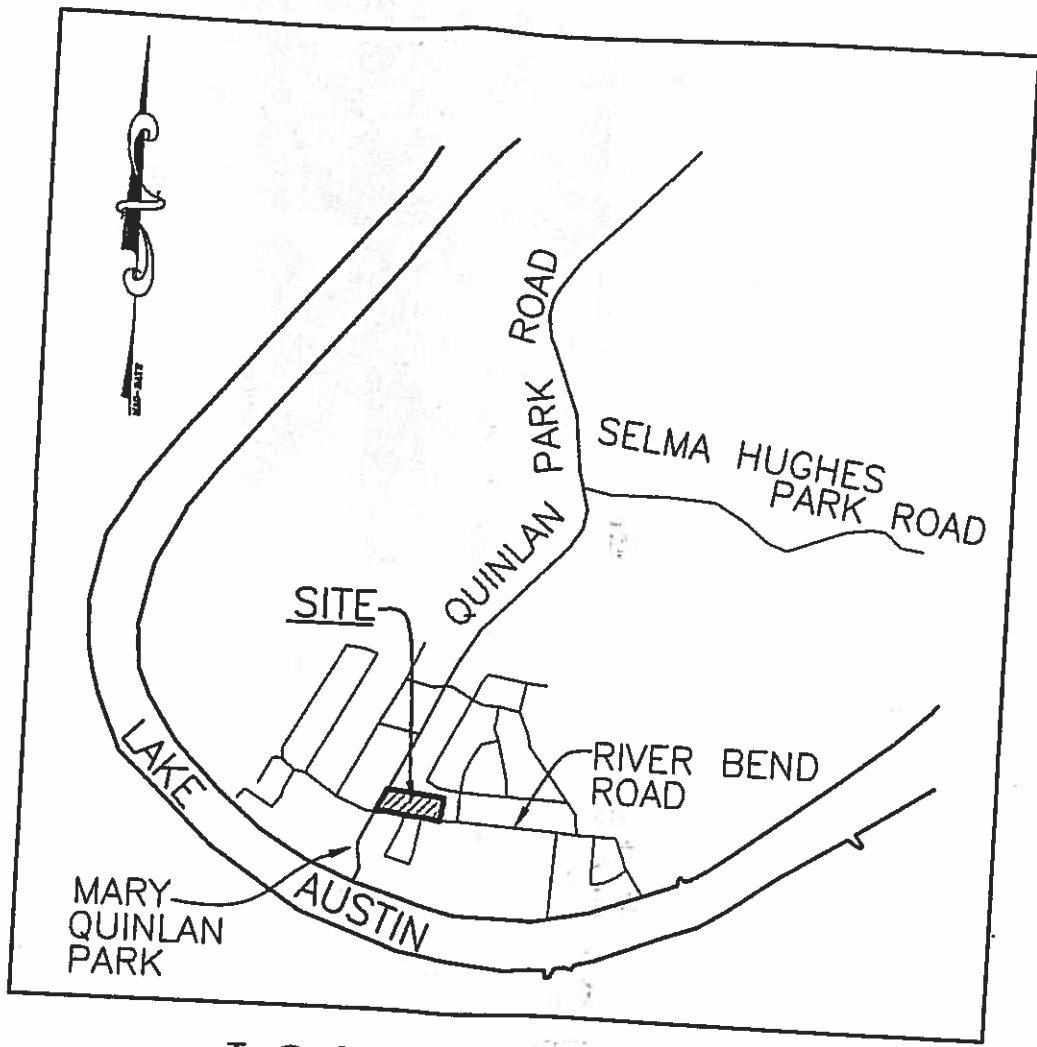 QUINLAN PARK ROAD
SELMA HUGHES
PARK ROAD
SITE
RIVER BEND
ROAD
LAKE AUSTIN
MARY
QUINLAN
PARK